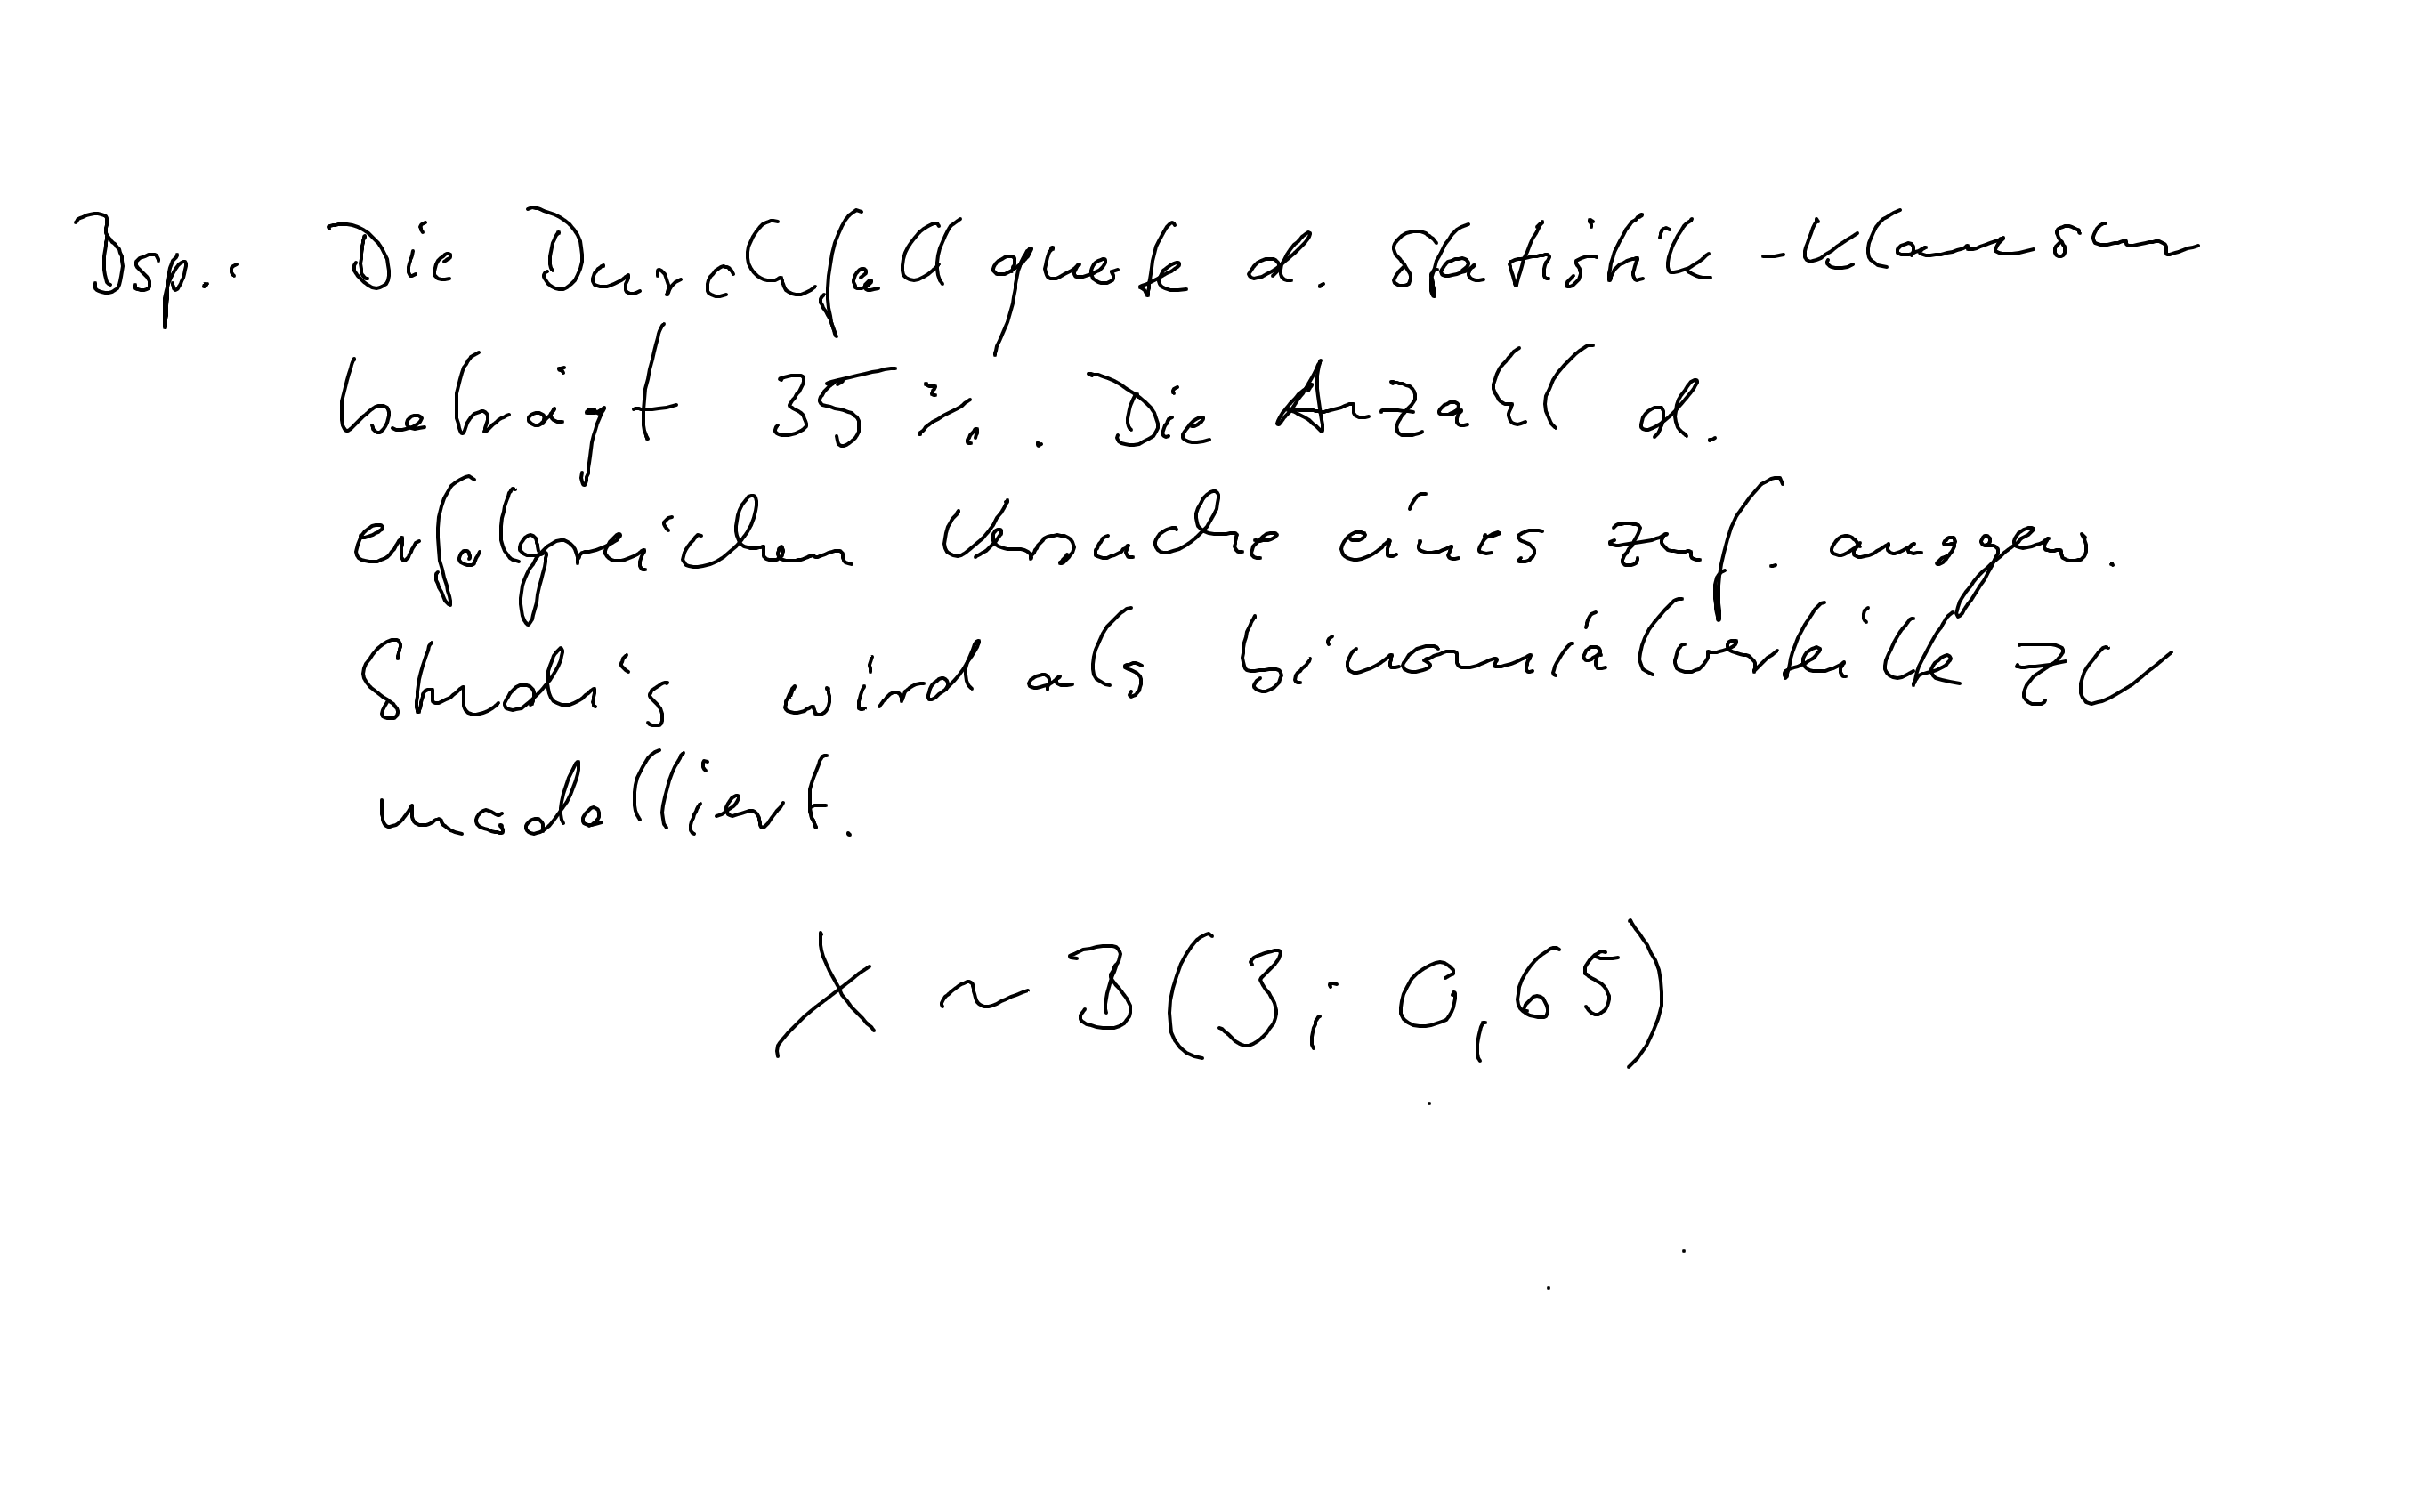 Bsp.: Die Durchfallquote d. Statistik-Klausur
beträgt 35%. Die Anzahl d.
erfolgreichen Versuche eines zuf. ausgew.
Studi's wird als binomialverteilte ZV
modelliert.
X ~ B(3; 0,65)